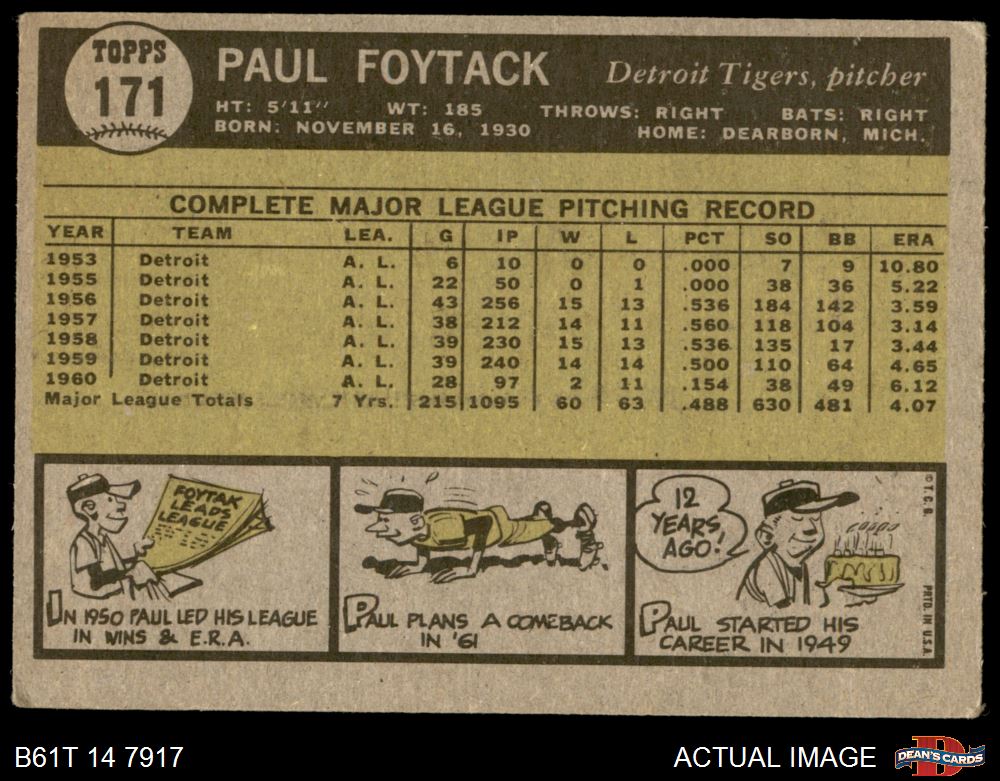 TOPPS
171
PAUL FOYTACK Detroit Tigers, pitcher
HT: 5'11" WT: 185 THROWS: RIGHT BATS: RIGHT
BORN: NOVEMBER 16, 1930 HOME: DEARBORN, MICH.
COMPLETE MAJOR LEAGUE PITCHING RECORD
YEAR TEAM LEA. G IP W L PCT SO BB ERA
1953 Detroit A. L. 6 10 0 0 .000 7 9 10.80
1955 Detroit A. L. 22 50 0 1 .000 38 36 5.22
1956 Detroit A. L. 43 256 15 13 .536 184 142 3.59
1957 Detroit A. L. 38 212 14 11 .560 118 104 3.14
1958 Detroit A. L. 39 230 15 13 .536 135 17 3.44
1959 Detroit A. L. 39 240 14 14 .500 110 64 4.65
1960 Detroit A. L. 28 97 2 11 .154 38 49 6.12
Major League Totals 7 Yrs. 215 1095 60 63 .488 630 481 4.07
FOYTAK
LEADS
LEAGUE
IN 1950 PAUL LED HIS LEAGUE
IN WINS & E.R.A.
PAUL PLANS A COMEBACK
IN '61
12
YEARS
AGO!
PAUL STARTED HIS
CAREER IN 1949
© T.C.G.
PRTD. IN U.S.A.
B61T 14 7917
ACTUAL IMAGE
D
DEAN'S CARDS